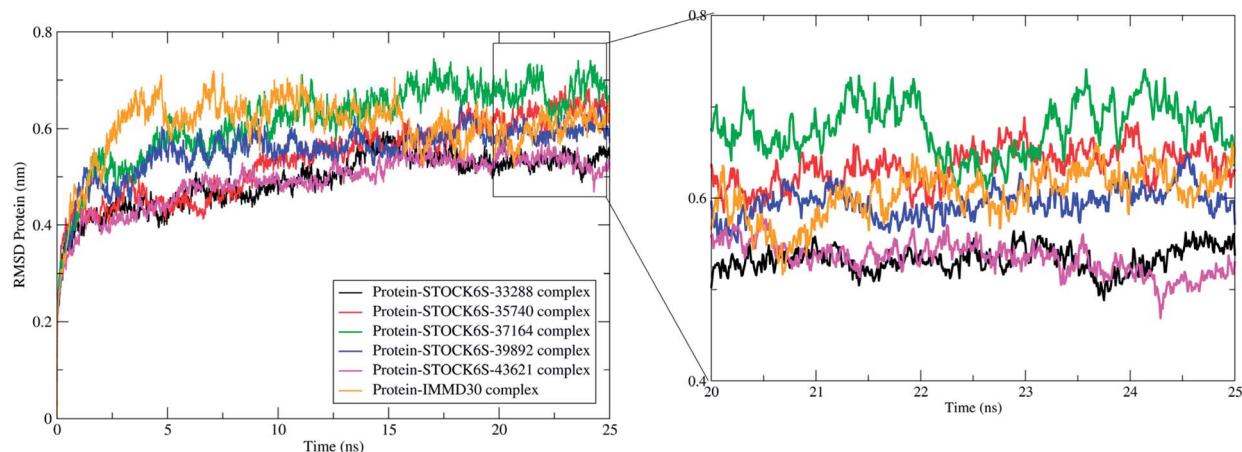 0.8
0.6
0.4
0.2
0
RMSD Protein (nm)
0
5
10
15
20
25
Time (ns)
Protein-STOCK6S-33288 complex
Protein-STOCK6S-35740 complex
Protein-STOCK6S-37164 complex
Protein-STOCK6S-39892 complex
Protein-STOCK6S-43621 complex
Protein-IMMD30 complex
0.8
0.6
0.4
20
21
22
23
24
25
Time (ns)